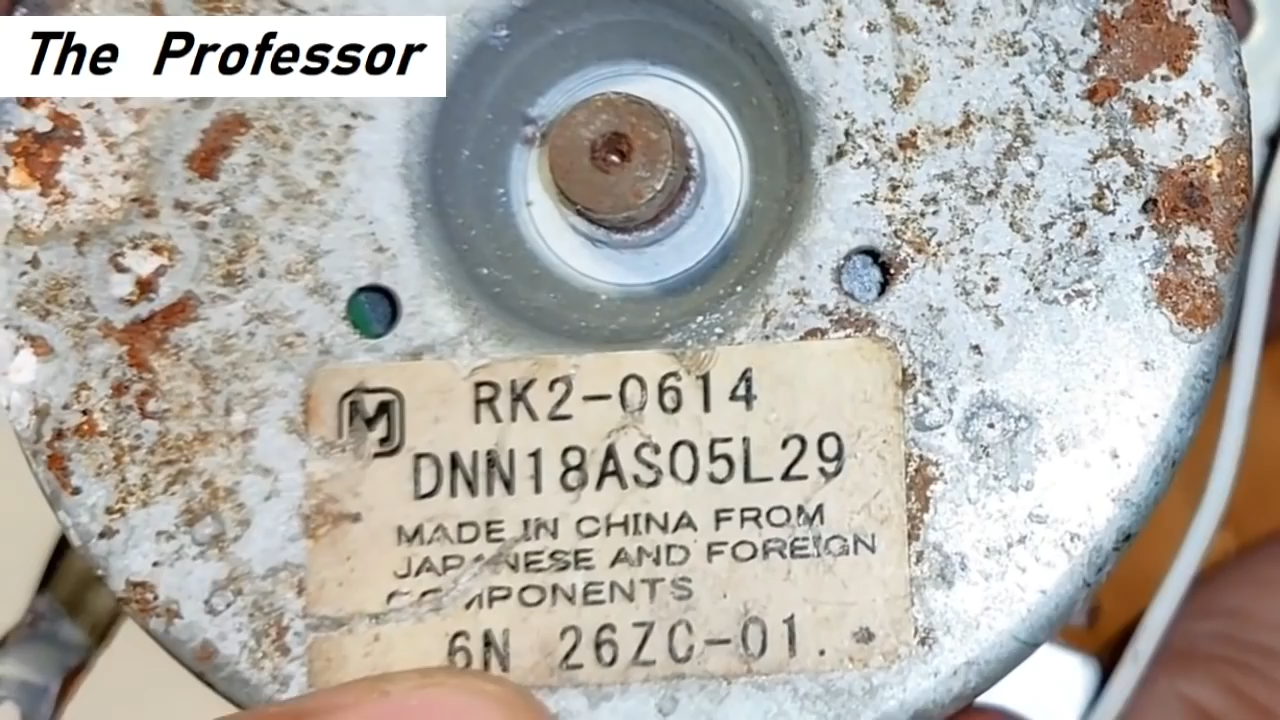 The Professor
M
RK2-0614
DNN18AS05L29
MADE IN CHINA FROM
JAPANESE AND FOREIGN
COMPONENTS
6N 26ZC-01.